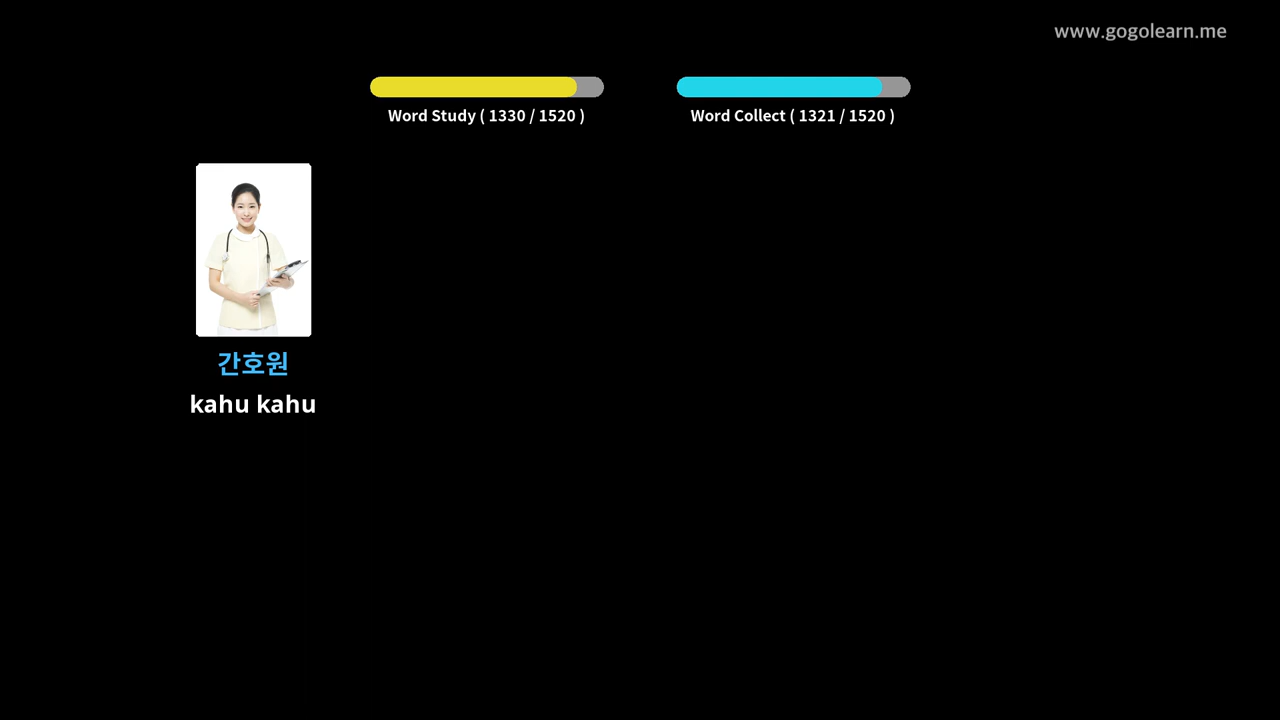 www.gogolearn.me
Word Study ( 1330 / 1520 )
Word Collect ( 1321 / 1520 )
간호원
kahu kahu